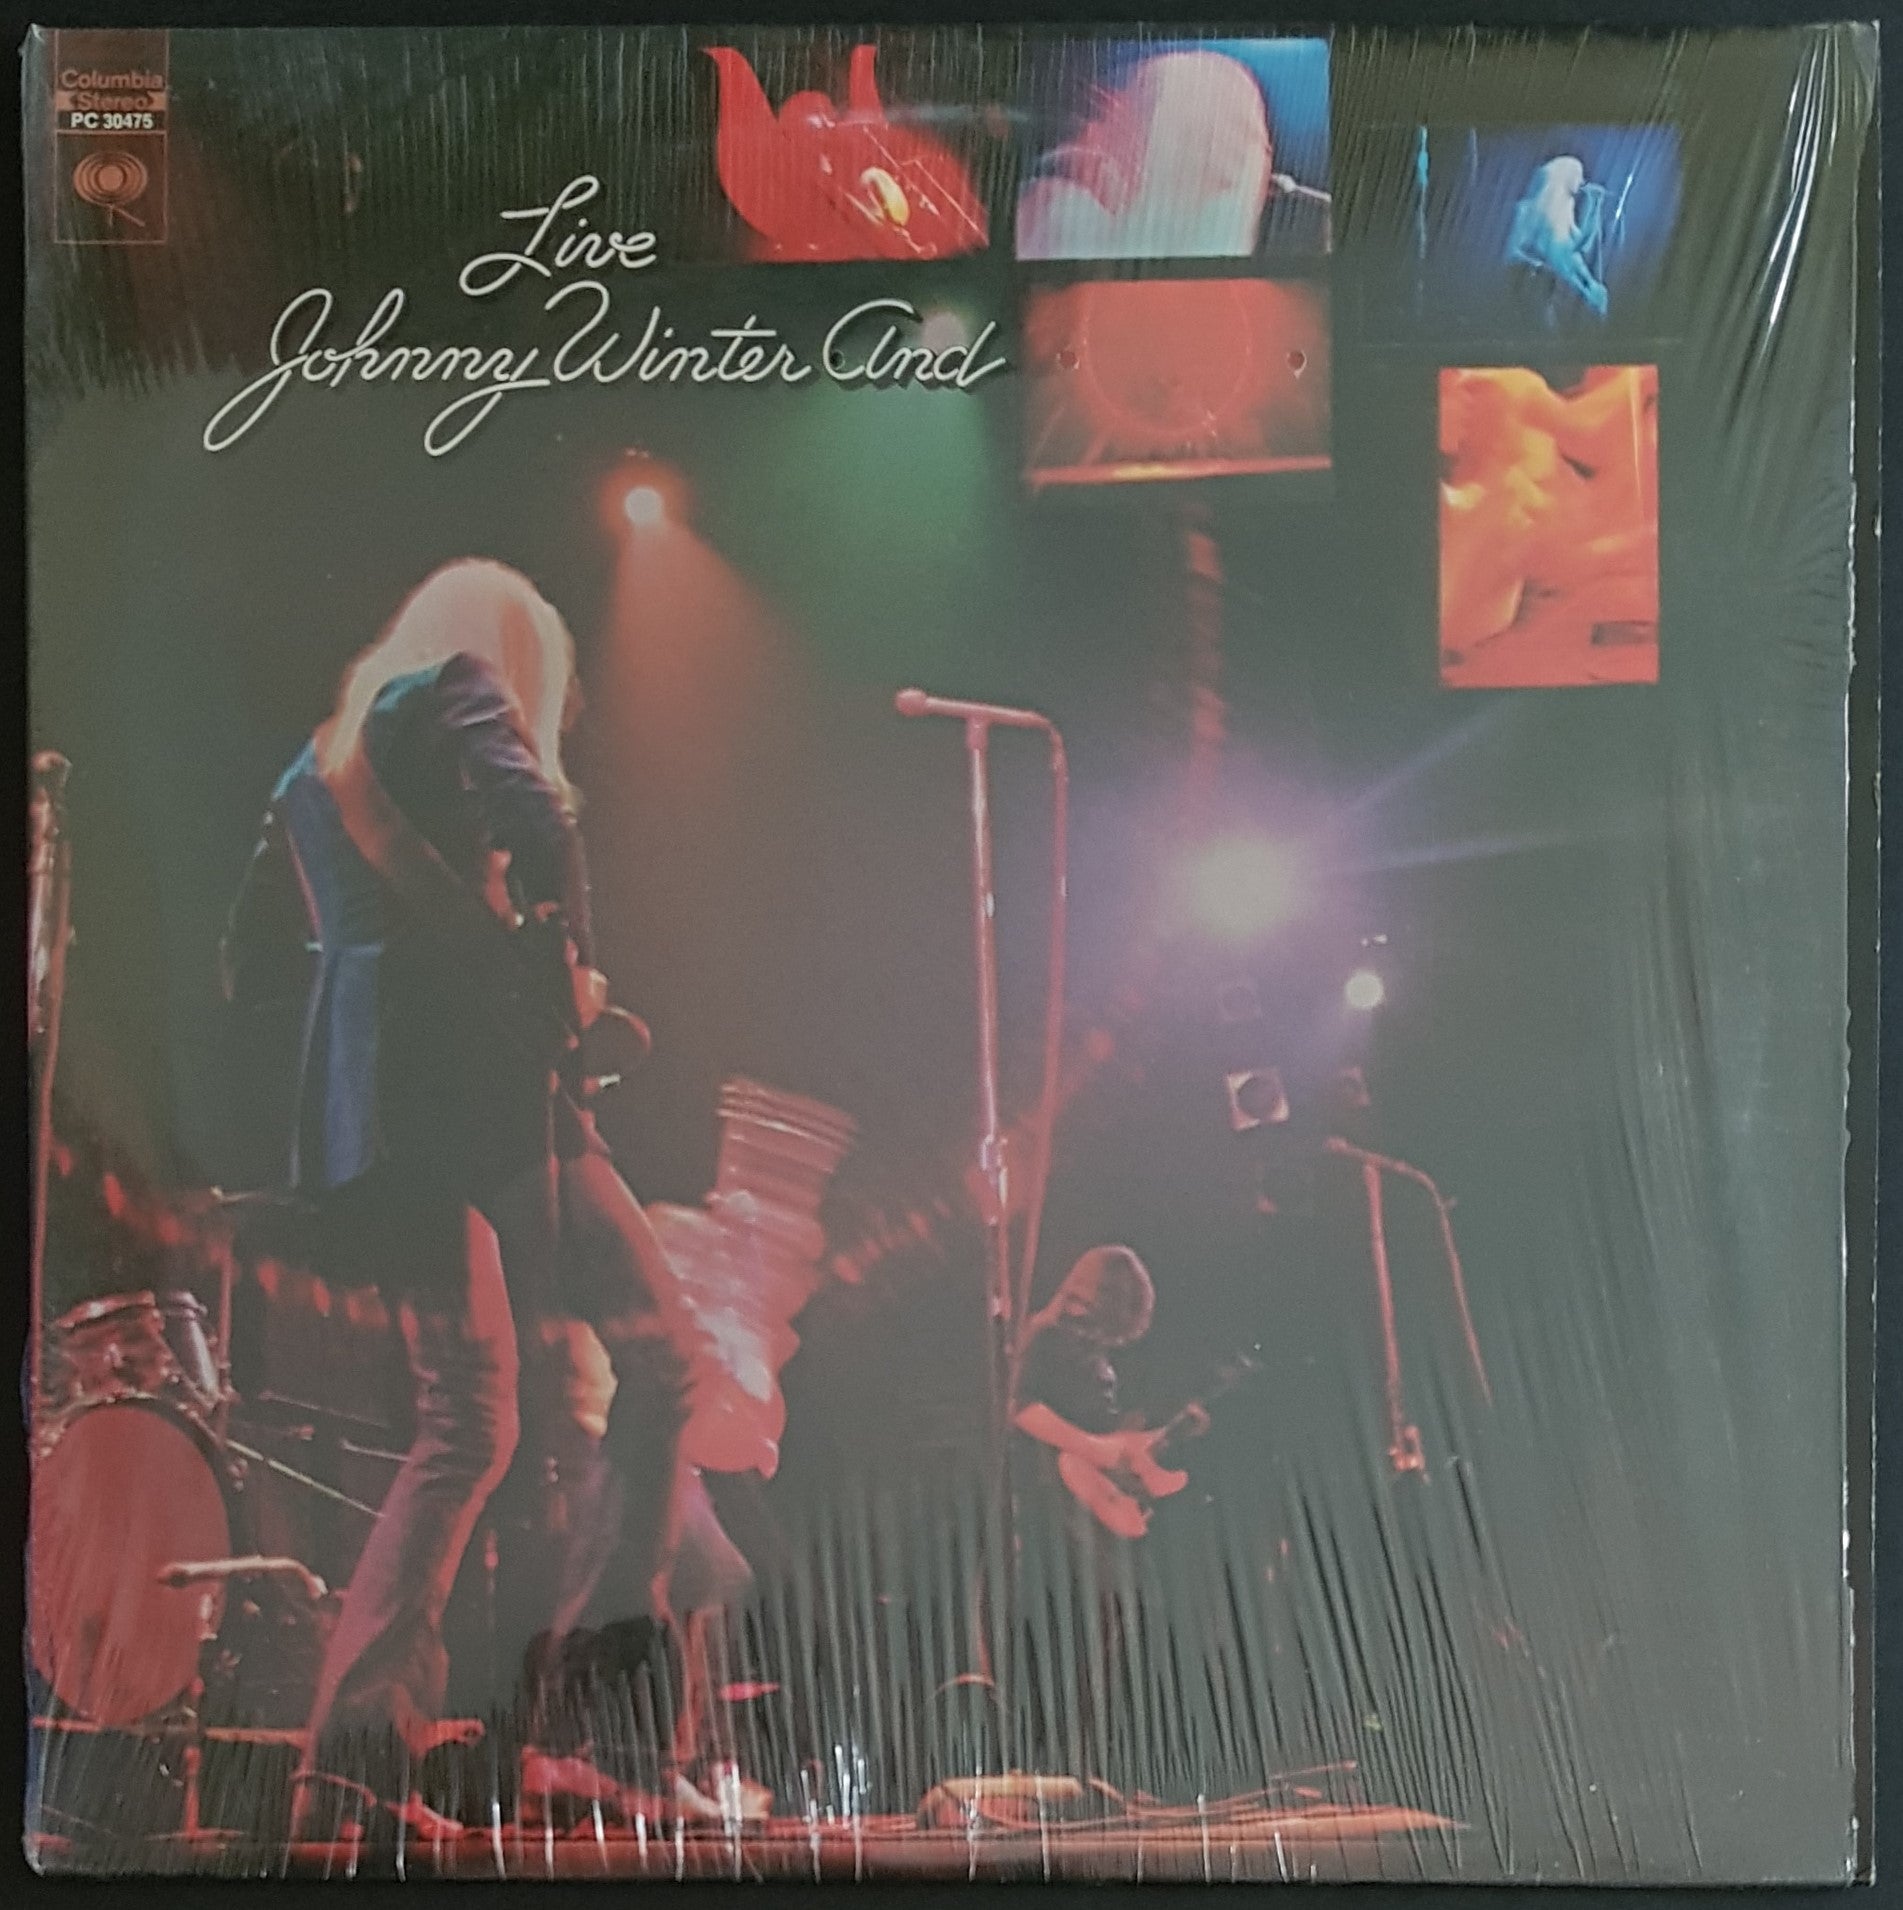 Columbia
Stereo
PC 30475
Live
Johnny Winter And